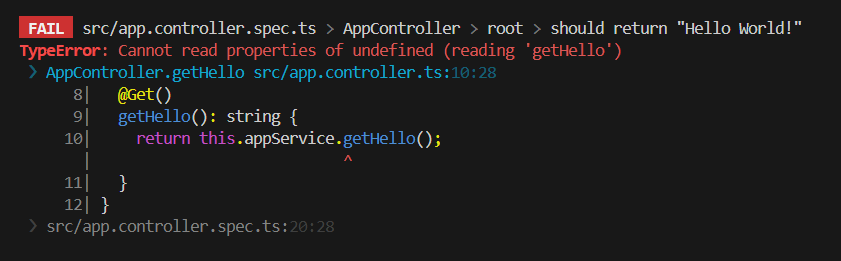 FAIL src/app.controller.spec.ts > AppController > root > should return "Hello World!"
TypeError: Cannot read properties of undefined (reading 'getHello')
❯ AppController.getHello src/app.controller.ts:10:28
8| @Get()
9| getHello(): string {
10| return this.appService.getHello();
| ^
11| }
12| }
❯ src/app.controller.spec.ts:20:28